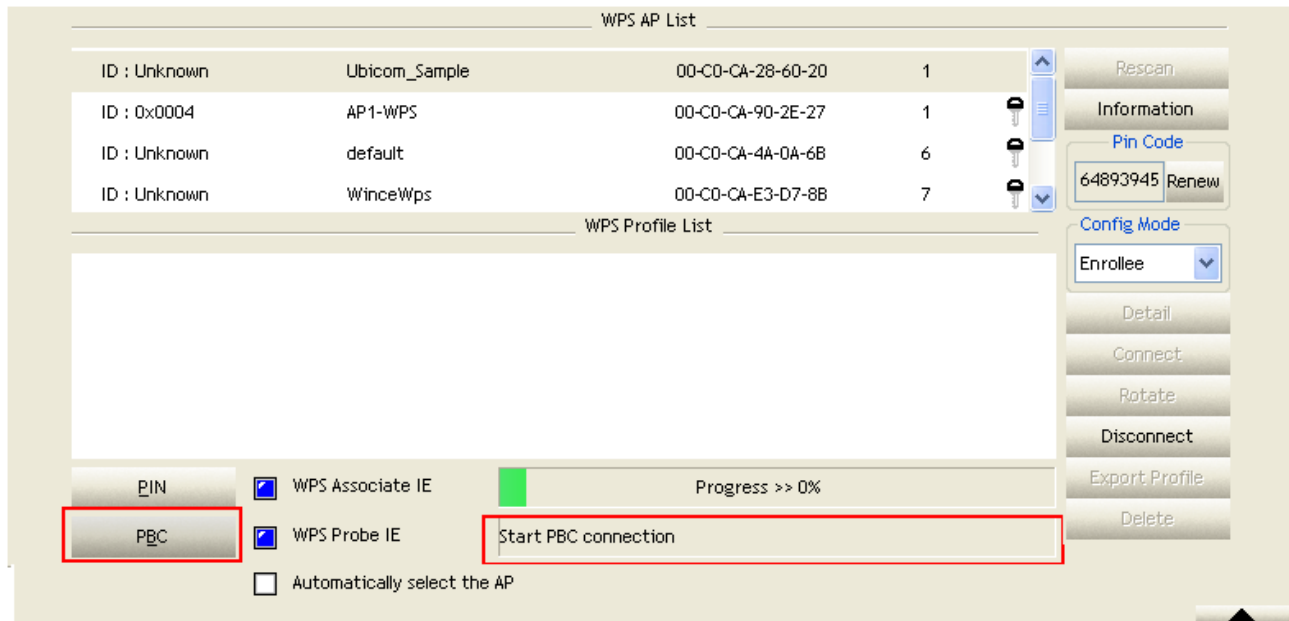 WPS AP List
ID : Unknown Ubicom_Sample 00-C0-CA-28-60-20 1
ID : 0x0004 AP1-WPS 00-C0-CA-90-2E-27 1
ID : Unknown default 00-C0-CA-4A-0A-6B 6
ID : Unknown WinceWps 00-C0-CA-E3-D7-8B 7
Rescan
Information
Pin Code
64893945 Renew
WPS Profile List
Config Mode
Enrollee
Detail
Connect
Rotate
Disconnect
Export Profile
Delete
PIN WPS Associate IE Progress >> 0%
PBC WPS Probe IE Start PBC connection
Automatically select the AP